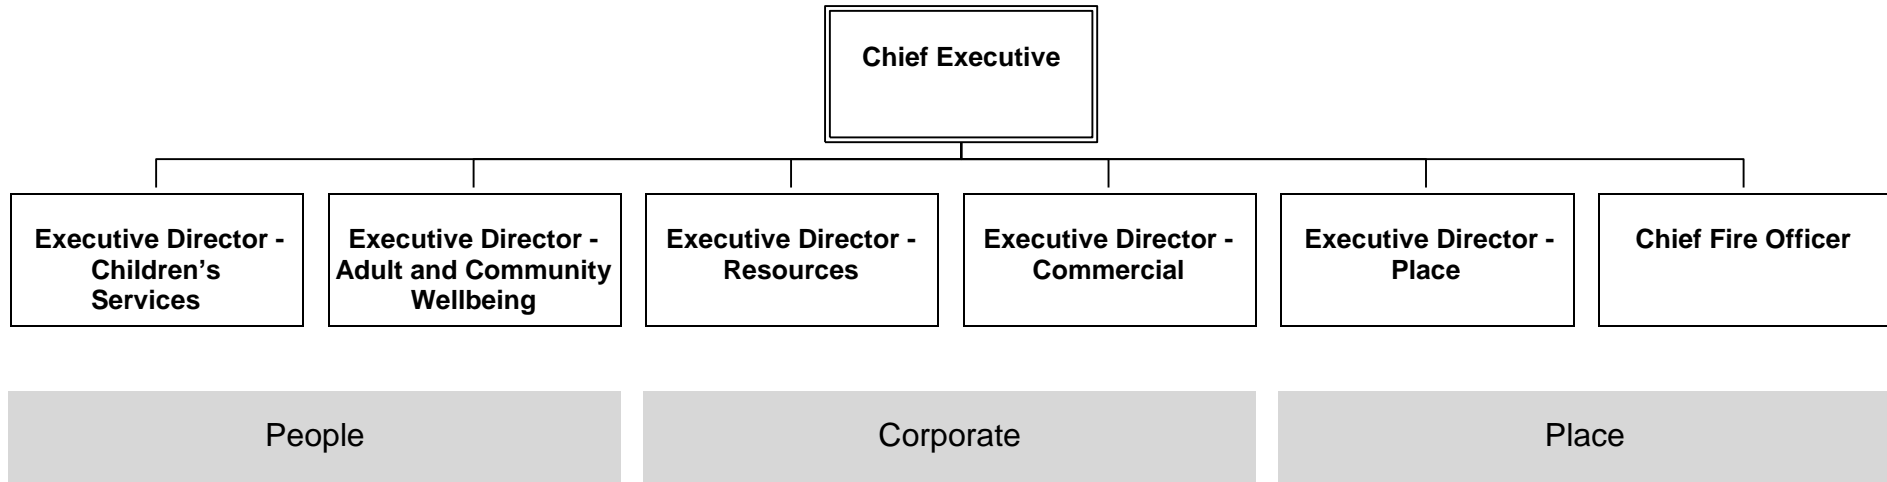 Chief Executive
Executive Director -
Children’s
Services
Executive Director -
Adult and Community
Wellbeing
Executive Director -
Resources
Executive Director -
Commercial
Executive Director -
Place
Chief Fire Officer
People
Corporate
Place